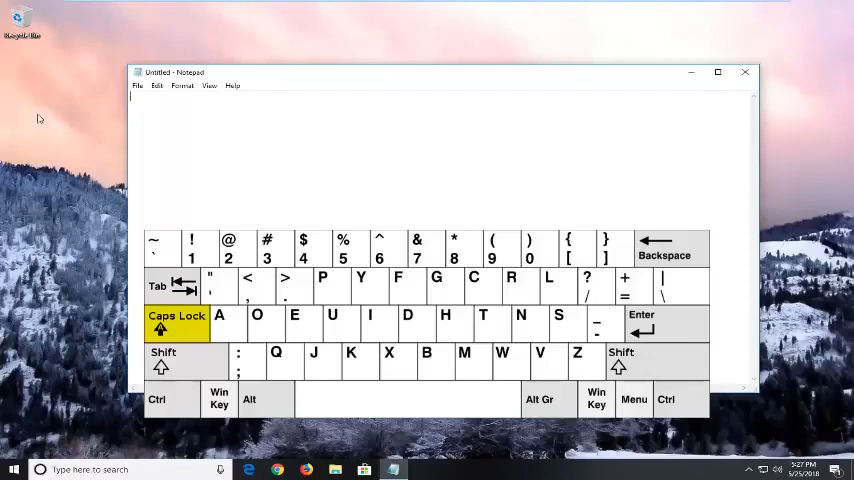 Recycle Bin
Untitled - Notepad
File Edit Format View Help
~ ! @ # $ % ^ & * ( ) { }
` 1 2 3 4 5 6 7 8 9 0 [ ] Backspace
Tab " < > P Y F G C R L ? + |
' , . / = \
Caps Lock A O E U I D H T N S _ Enter
-
Shift : Q J K X B M W V Z Shift
;
Ctrl Win Key Alt Alt Gr Win Key Menu Ctrl
Type here to search
5:27 PM
5/25/2018